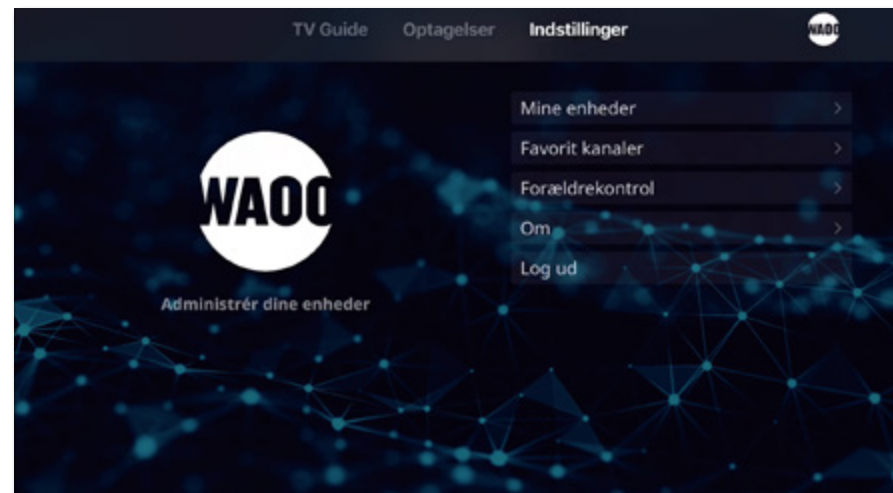 TV Guide Optagelser Indstillinger WAOO
Mine enheder
Favorit kanaler
Forældrekontrol
Om
Log ud
WAOO
Administrér dine enheder